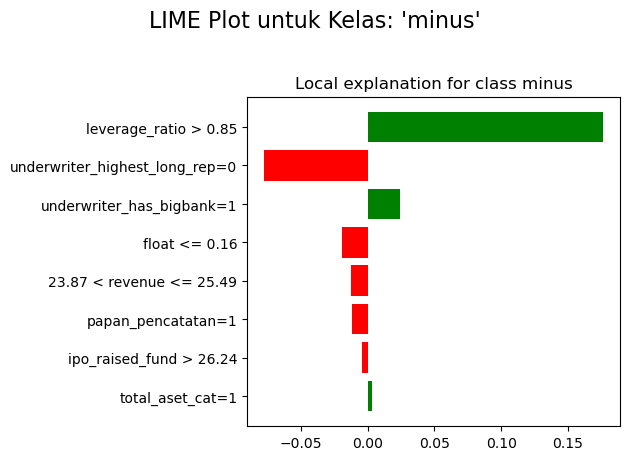 LIME Plot untuk Kelas: 'minus'
Local explanation for class minus
leverage_ratio > 0.85
underwriter_highest_long_rep=0
underwriter_has_bigbank=1
float <= 0.16
23.87 < revenue <= 25.49
papan_pencatatan=1
ipo_raised_fund > 26.24
total_aset_cat=1
−0.05 0.00 0.05 0.10 0.15